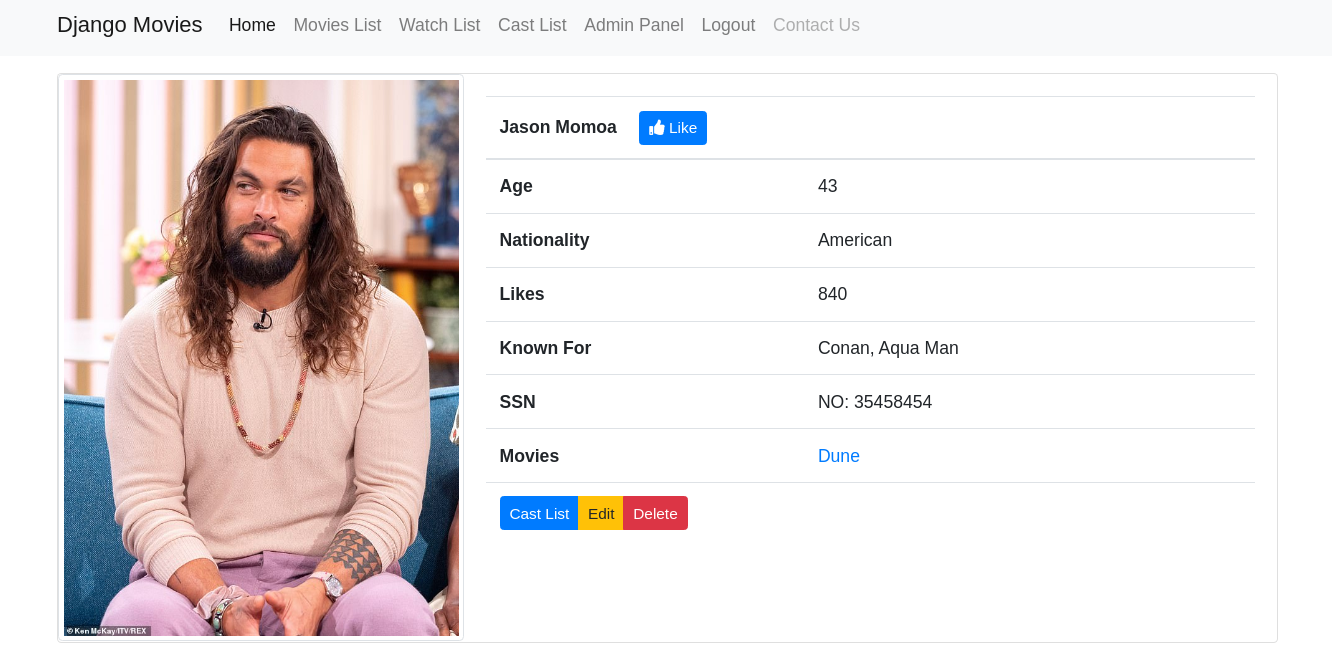 Django Movies Home Movies List Watch List Cast List Admin Panel Logout Contact Us
Jason Momoa Like
Age 43
Nationality American
Likes 840
Known For Conan, Aqua Man
SSN NO: 35458454
Movies Dune
Cast List Edit Delete
© Ken McKay/ITV/REX